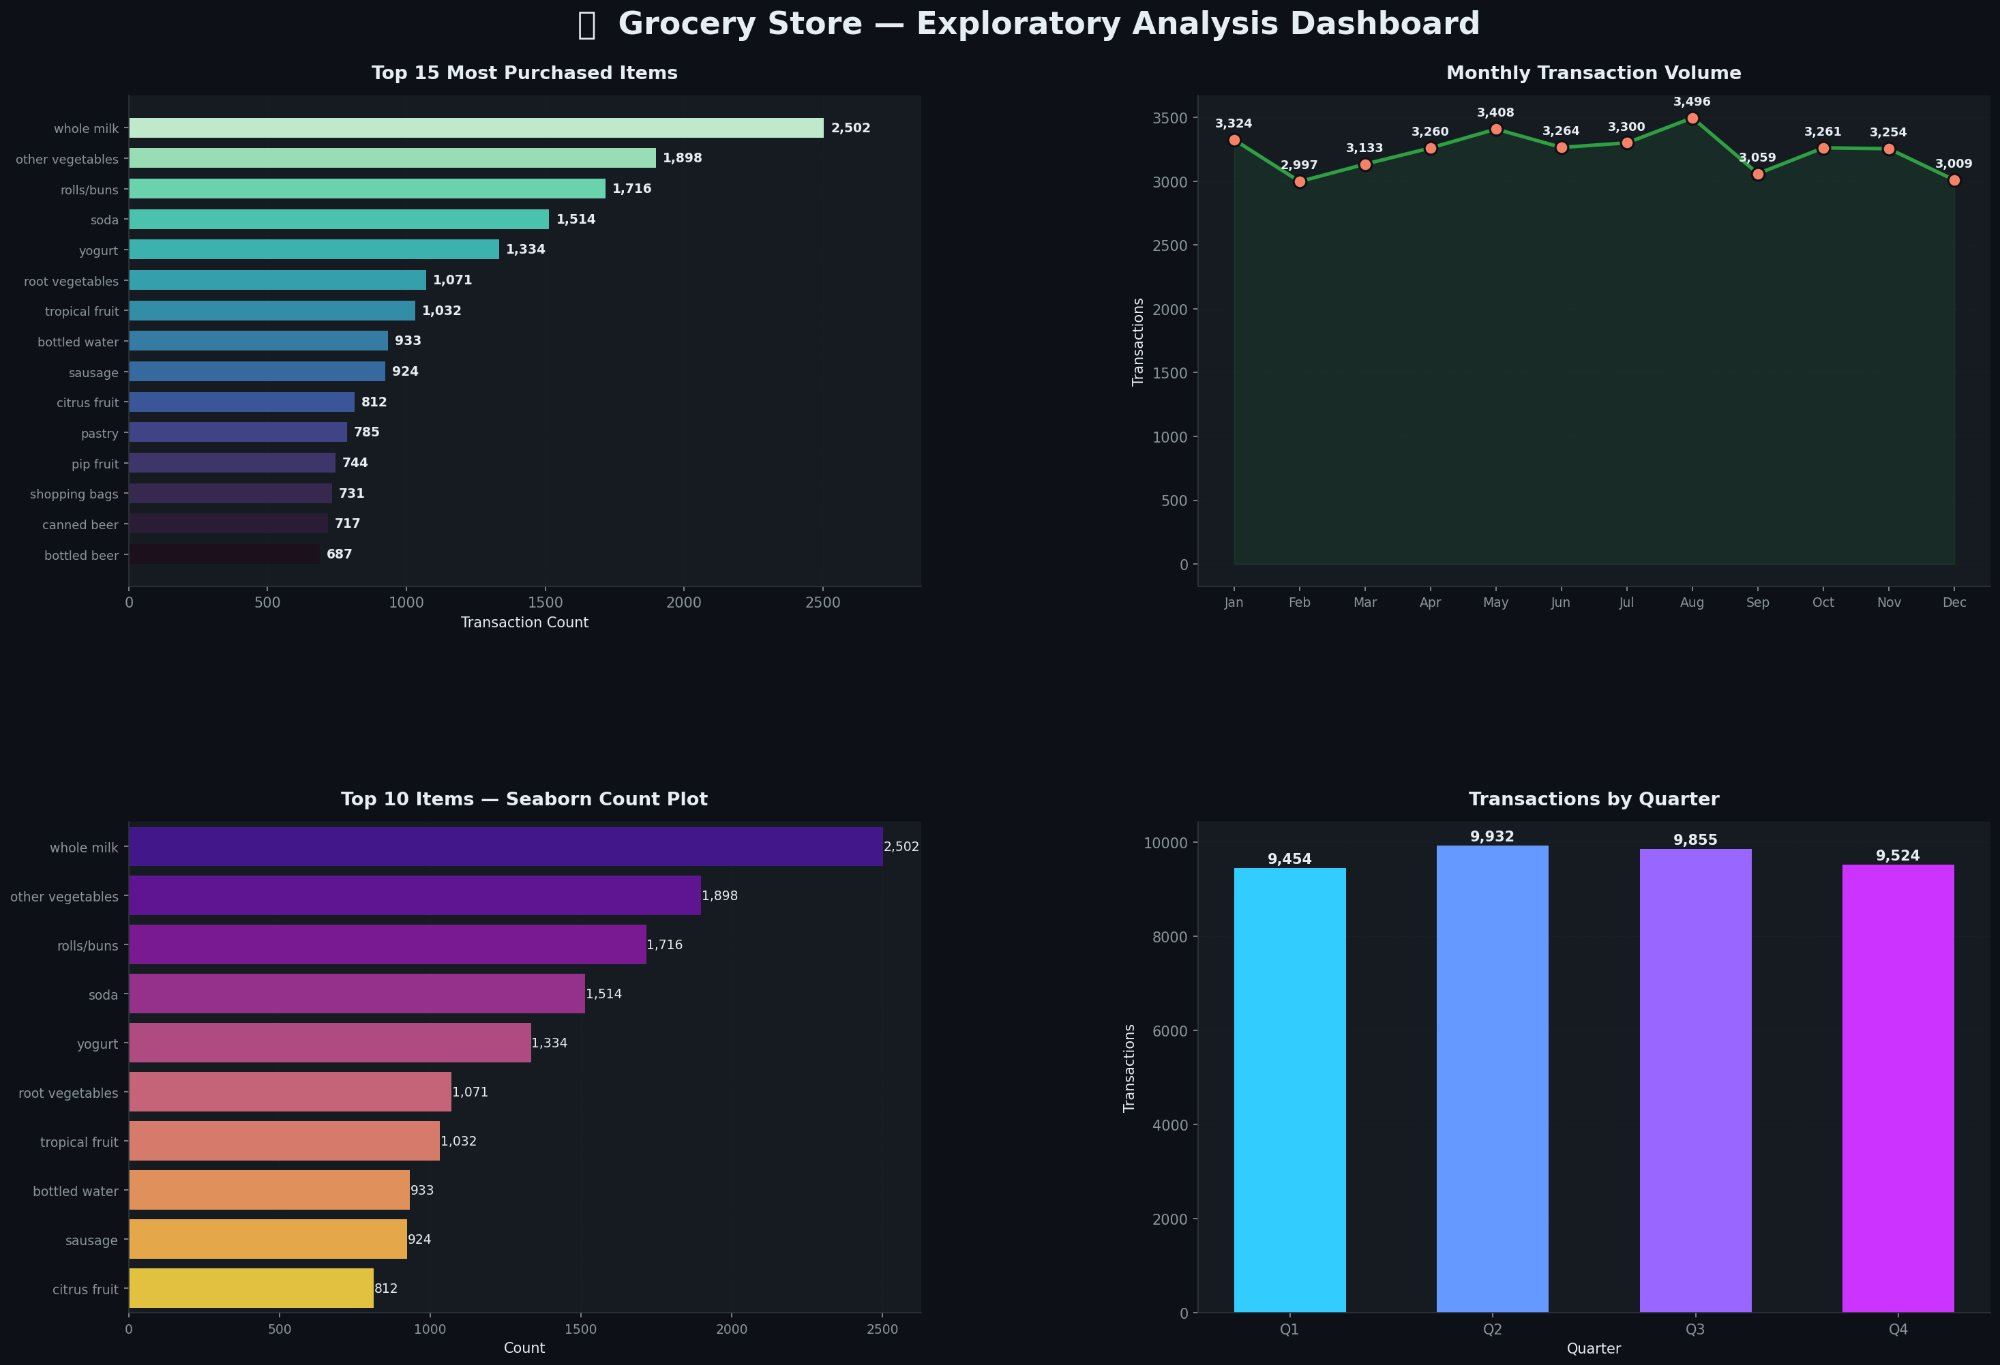 Grocery Store — Exploratory Analysis Dashboard
Top 15 Most Purchased Items
whole milk 2,502
other vegetables 1,898
rolls/buns 1,716
soda 1,514
yogurt 1,334
root vegetables 1,071
tropical fruit 1,032
bottled water 933
sausage 924
citrus fruit 812
pastry 785
pip fruit 744
shopping bags 731
canned beer 717
bottled beer 687
0 500 1000 1500 2000 2500
Transaction Count
Monthly Transaction Volume
Transactions
3500
3000
2500
2000
1500
1000
500
0
3,324 2,997 3,133 3,260 3,408 3,264 3,300 3,496 3,059 3,261 3,254 3,009
Jan Feb Mar Apr May Jun Jul Aug Sep Oct Nov Dec
Top 10 Items — Seaborn Count Plot
whole milk 2,502
other vegetables 1,898
rolls/buns 1,716
soda 1,514
yogurt 1,334
root vegetables 1,071
tropical fruit 1,032
bottled water 933
sausage 924
citrus fruit 812
0 500 1000 1500 2000 2500
Count
Transactions by Quarter
Transactions
10000
8000
6000
4000
2000
0
9,454 9,932 9,855 9,524
Q1 Q2 Q3 Q4
Quarter